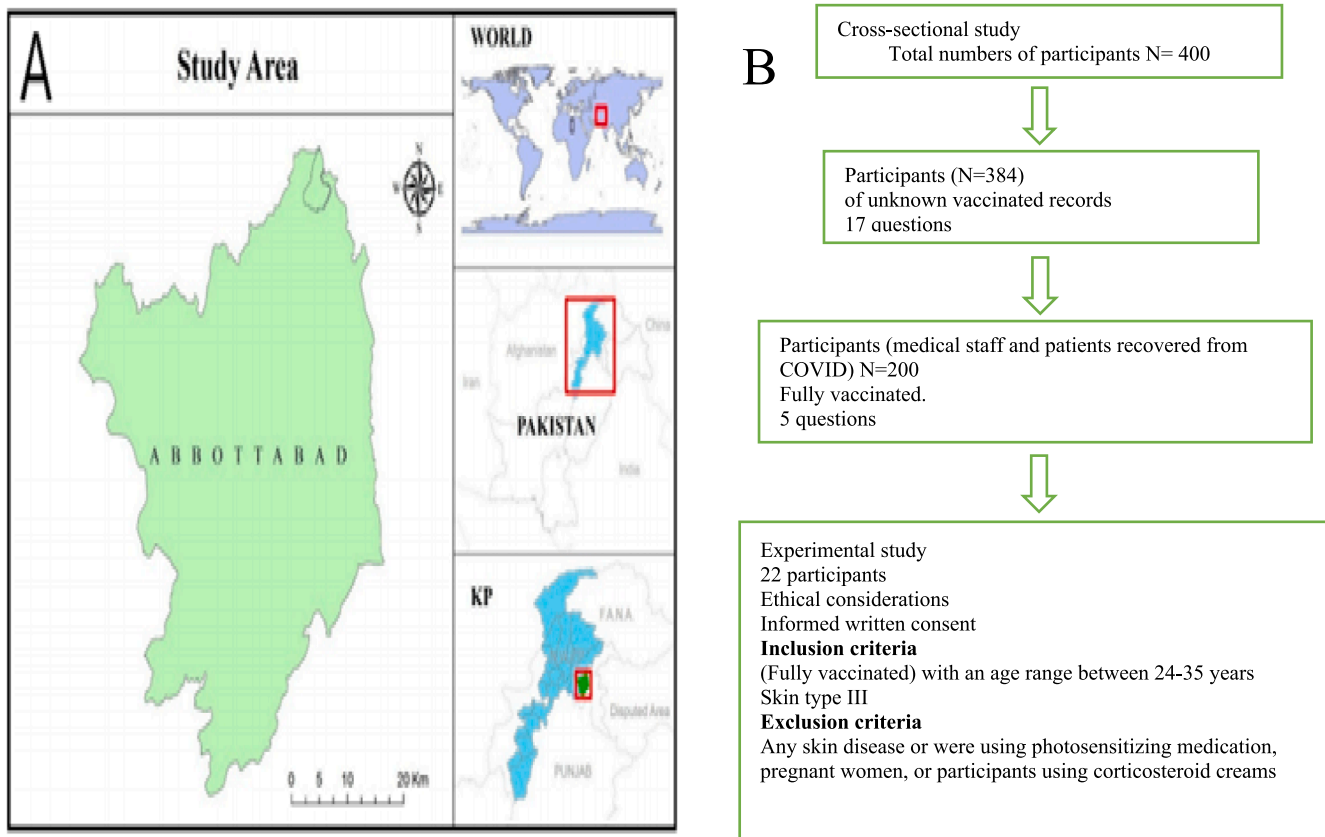 A
Study Area
N
W
E
S
A B B O T T A B A D
0 5 10 20 Km
WORLD
China
Afghanistan
Iran
PAKISTAN
India
KP
F.A.N.A.
Disputed Area
PUNJAB
B
Cross-sectional study
Total numbers of participants N= 400
Participants (N=384)
of unknown vaccinated records
17 questions
Participants (medical staff and patients recovered from
COVID) N=200
Fully vaccinated.
5 questions
Experimental study
22 participants
Ethical considerations
Informed written consent
Inclusion criteria
(Fully vaccinated) with an age range between 24-35 years
Skin type III
Exclusion criteria
Any skin disease or were using photosensitizing medication,
pregnant women, or participants using corticosteroid creams